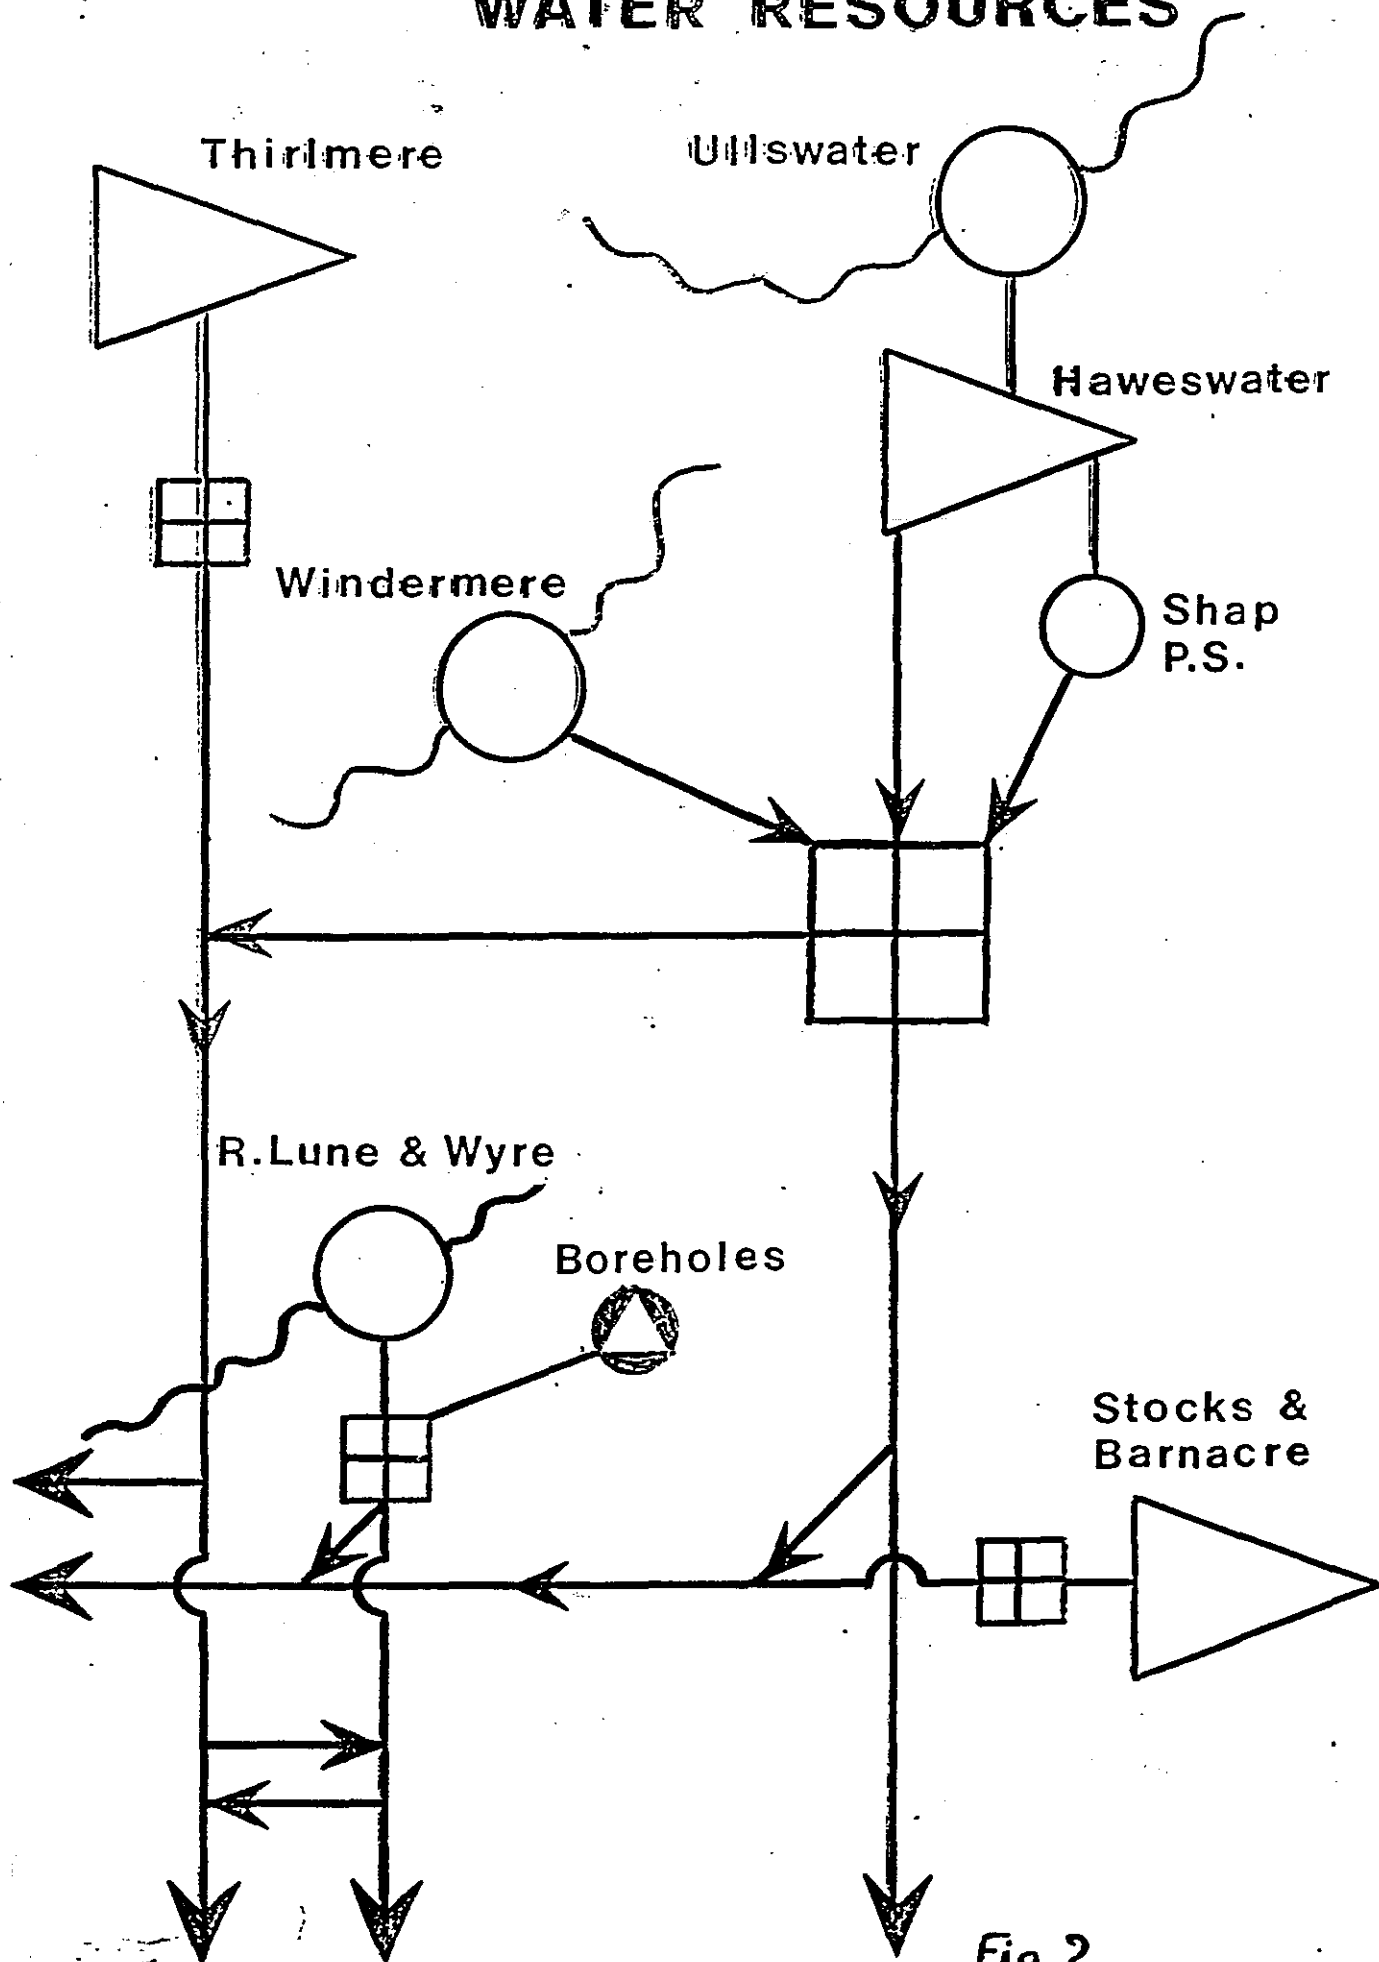 WATER RESOURCES
Thirlmere
Ullswater
Haweswater
Windermere
Shap
P.S.
R.Lune & Wyre
Boreholes
Stocks &
Barnacre
Fig 2